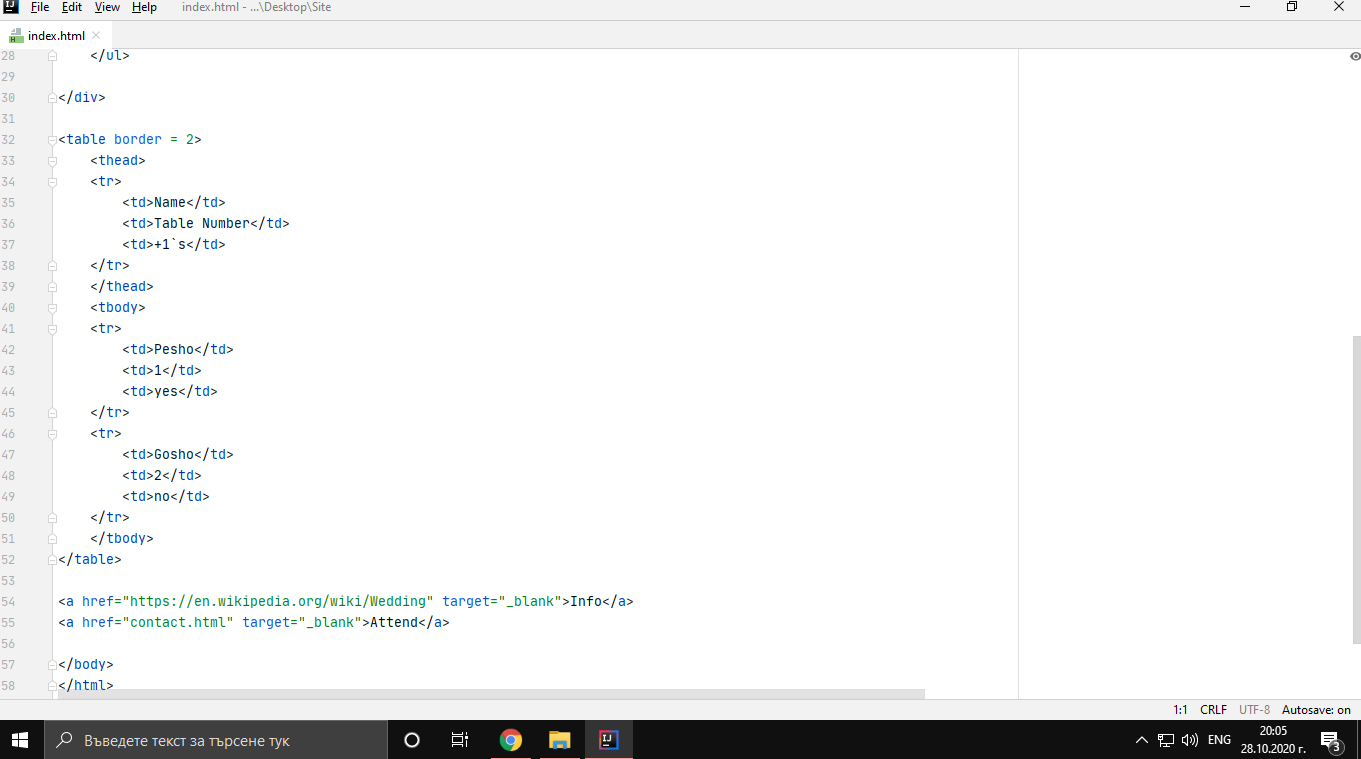 IJ File Edit View Help index.html - ...\Desktop\Site
index.html
28 </ul>
29
30 </div>
31
32 <table border = 2>
33 <thead>
34 <tr>
35 <td>Name</td>
36 <td>Table Number</td>
37 <td>+1`s</td>
38 </tr>
39 </thead>
40 <tbody>
41 <tr>
42 <td>Pesho</td>
43 <td>1</td>
44 <td>yes</td>
45 </tr>
46 <tr>
47 <td>Gosho</td>
48 <td>2</td>
49 <td>no</td>
50 </tr>
51 </tbody>
52 </table>
53
54 <a href="https://en.wikipedia.org/wiki/Wedding" target="_blank">Info</a>
55 <a href="contact.html" target="_blank">Attend</a>
56
57 </body>
58 </html>
1:1 CRLF UTF-8 Autosave: on
Въведете текст за търсене тук IJ ENG 20:05
28.10.2020 г. 3